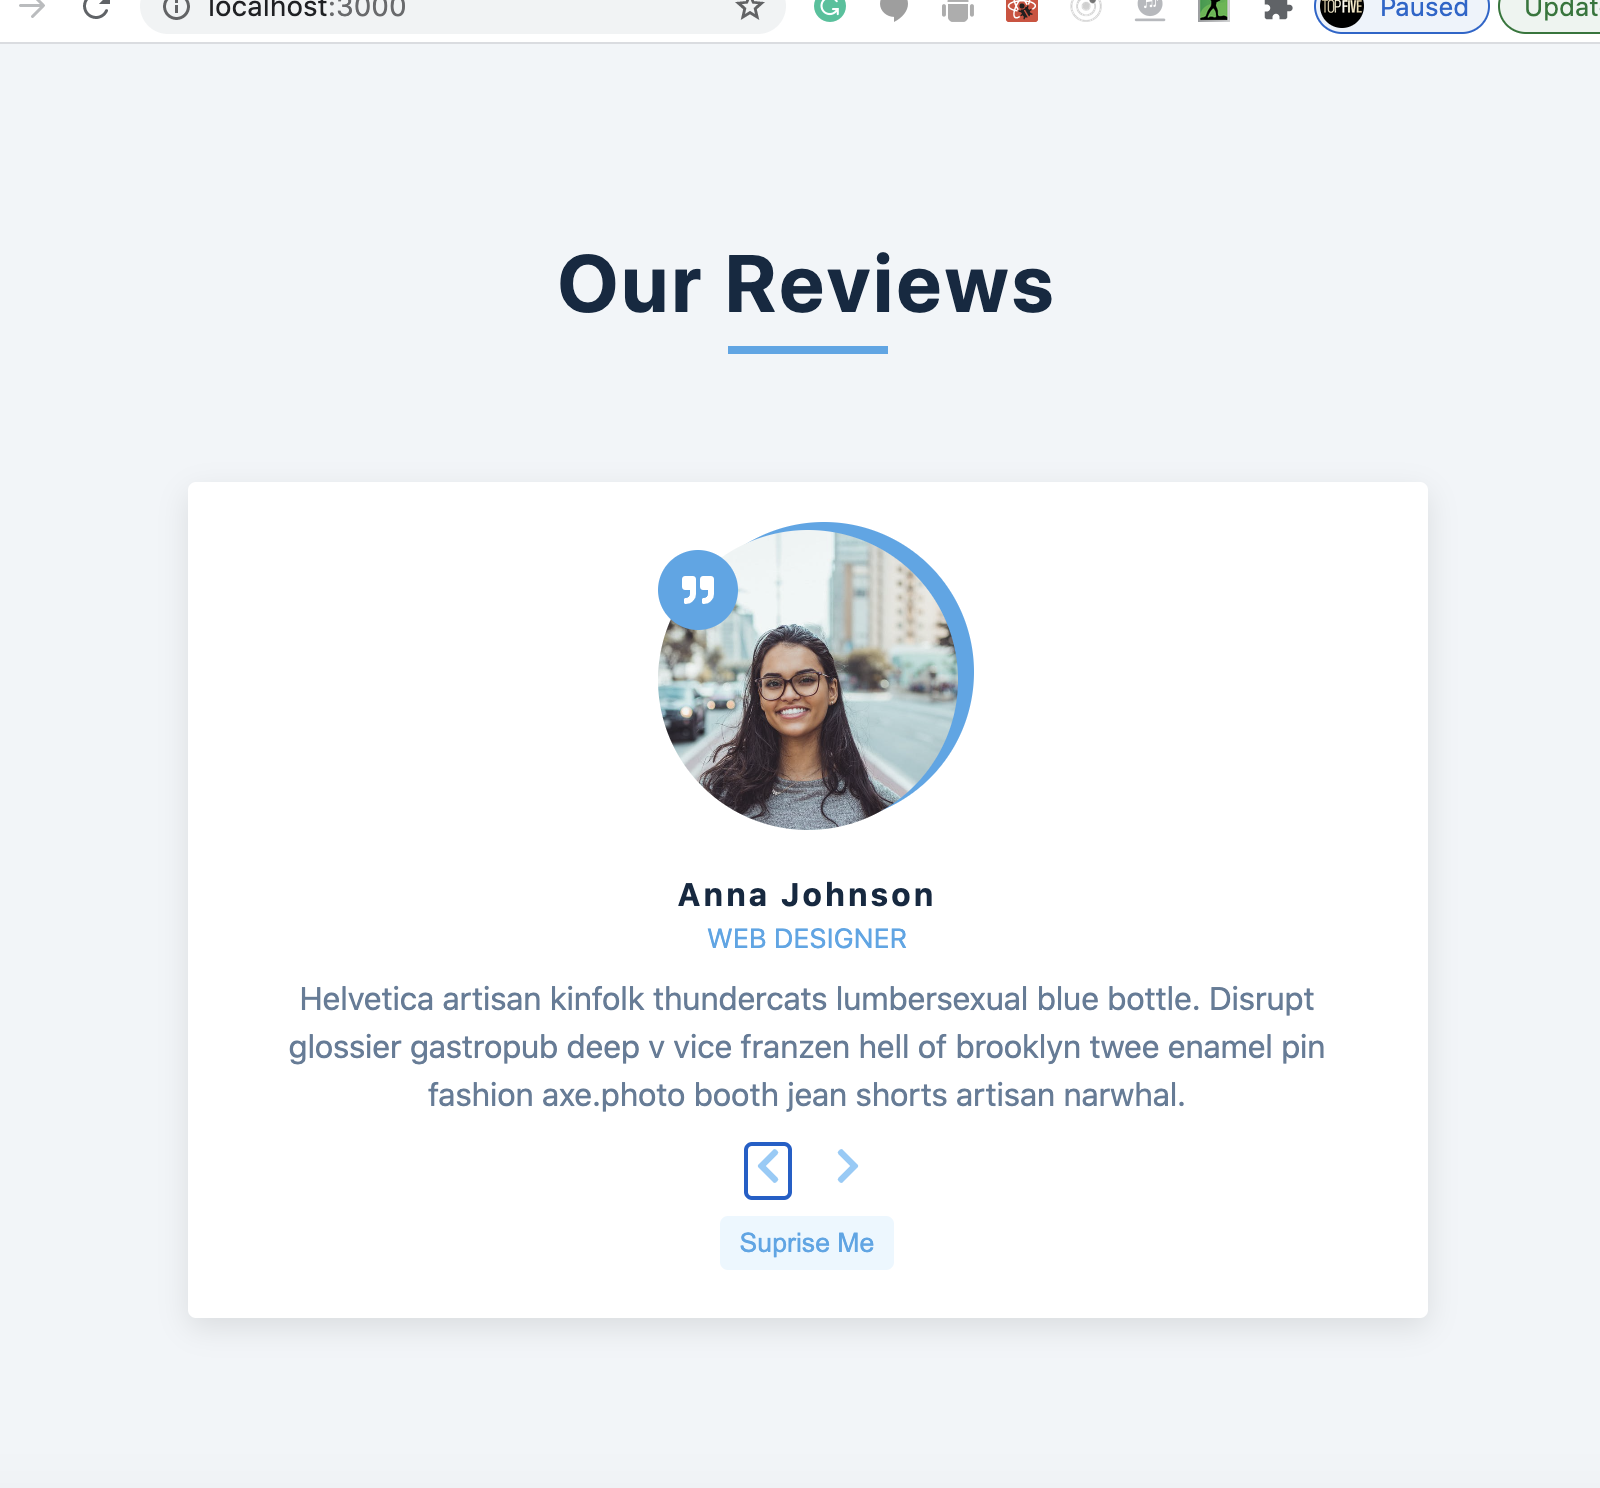 localhost:3000
TOPFIVE
Paused
Updat
Our Reviews
Anna Johnson
WEB DESIGNER
Helvetica artisan kinfolk thundercats lumbersexual blue bottle. Disrupt
glossier gastropub deep v vice franzen hell of brooklyn twee enamel pin
fashion axe.photo booth jean shorts artisan narwhal.
Suprise Me